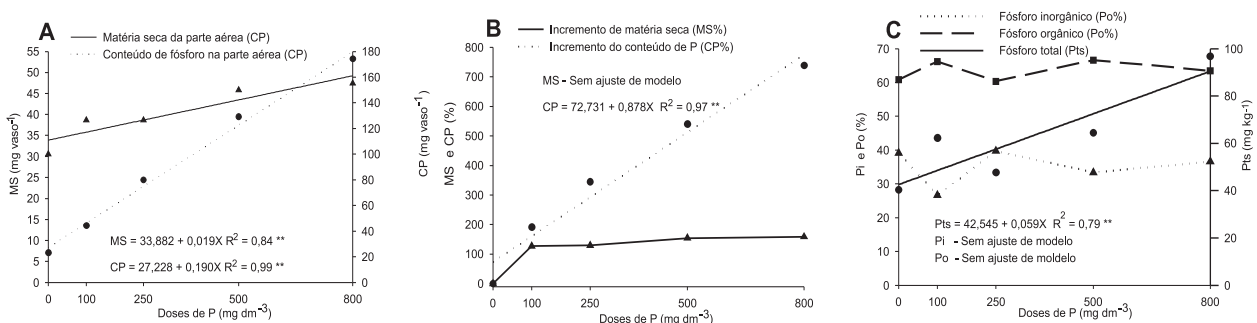 A
Matéria seca da parte aérea (CP)
Conteúdo de fósforo na parte aérea (CP)
55
50
45
40
35
30
25
20
15
10
5
0
MS (mg vaso-1)
180
160
140
120
100
80
60
40
20
0
CP (mg vaso-1)
MS = 33,882 + 0,019X R2 = 0,84 **
CP = 27,228 + 0,190X R2 = 0,99 **
0 100 250 500 800
Doses de P (mg dm-3)
B
Incremento de matéria seca (MS%)
Incremento do conteúdo de P (CP%)
800
700
600
500
400
300
200
100
0
MS e CP (%)
MS - Sem ajuste de modelo
CP = 72,731 + 0,878X R2 = 0,97 **
0 100 250 500 800
Doses de P (mg dm-3)
C
Fósforo inorgânico (Po%)
Fósforo orgânico (Po%)
Fósforo total (Pts)
70
60
50
40
30
20
10
0
Pi e Po (%)
100
80
60
40
20
0
Pts (mg kg-1)
Pts = 42,545 + 0,059X R2 = 0,79 **
Pi - Sem ajuste de modelo
Po - Sem ajuste de moldelo
0 100 250 500 800
Doses de P (mg dm-3)